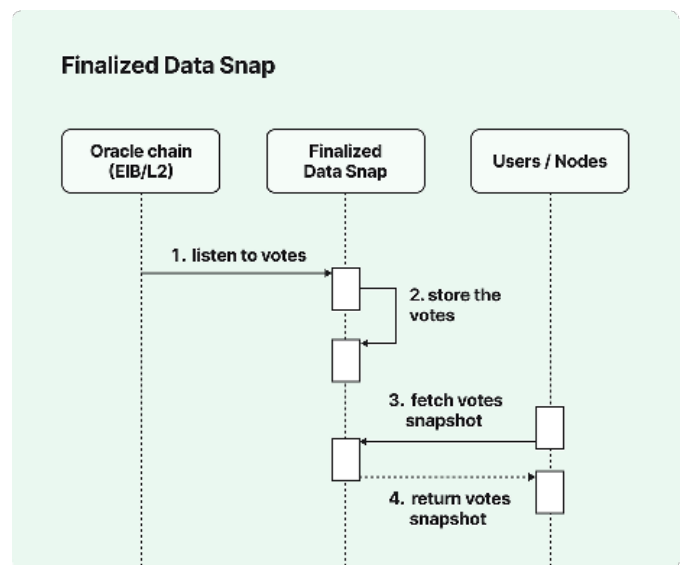 Finalized Data Snap
Oracle chain
(EIB/L2)
Finalized
Data Snap
Users / Nodes
1. listen to votes
2. store the
votes
3. fetch votes
snapshot
4. return votes
snapshot